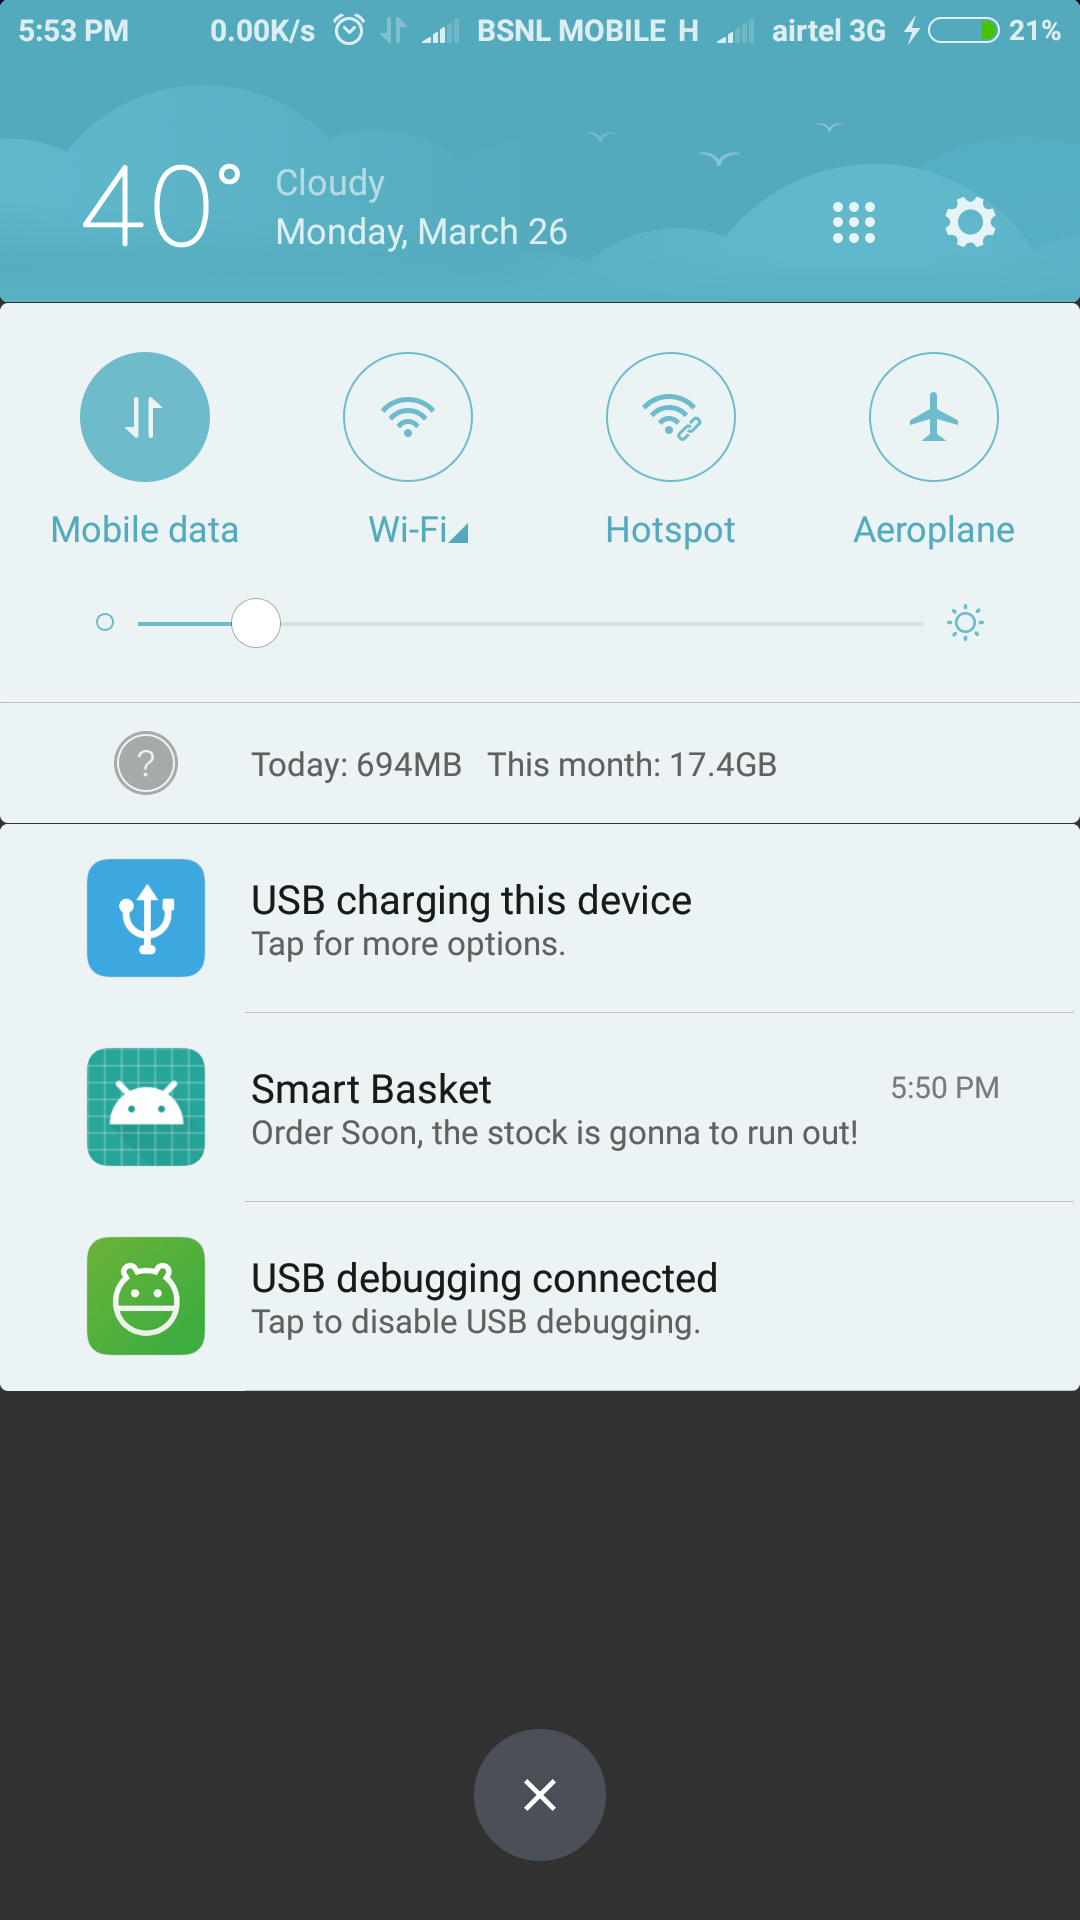 5:53 PM 0.00K/s BSNL MOBILE H airtel 3G 21%
40° Cloudy
Monday, March 26
Mobile data Wi-Fi Hotspot Aeroplane
? Today: 694MB This month: 17.4GB
USB charging this device
Tap for more options.
Smart Basket 5:50 PM
Order Soon, the stock is gonna to run out!
USB debugging connected
Tap to disable USB debugging.